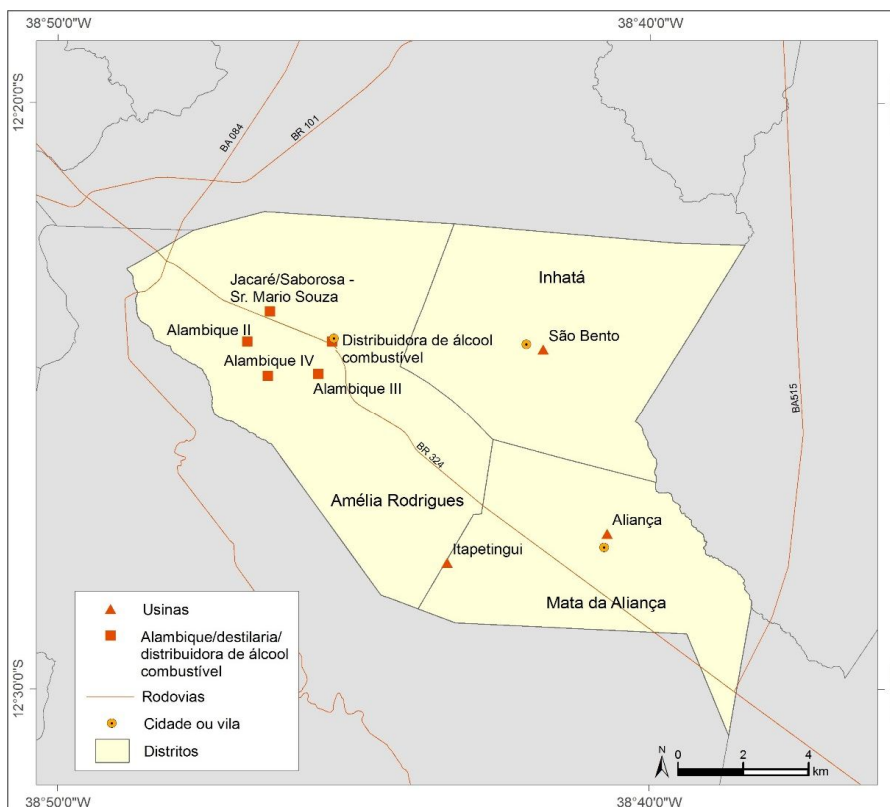 38°50'0"W
38°40'0"W
12°20'0"S
BA 084
BR 101
Inhatá
Jacaré/Saborosa -
Sr. Mario Souza
Alambique II
Distribuidora de álcool
combustível
São Bento
Alambique IV
Alambique III
BA515
BR 324
Amélia Rodrigues
Aliança
Itapetingui
Mata da Aliança
Usinas
Alambique/destilaria/
distribuidora de álcool
combustível
Rodovias
Cidade ou vila
Distritos
12°30'0"S
N
0 2 4
km
38°50'0"W
38°40'0"W